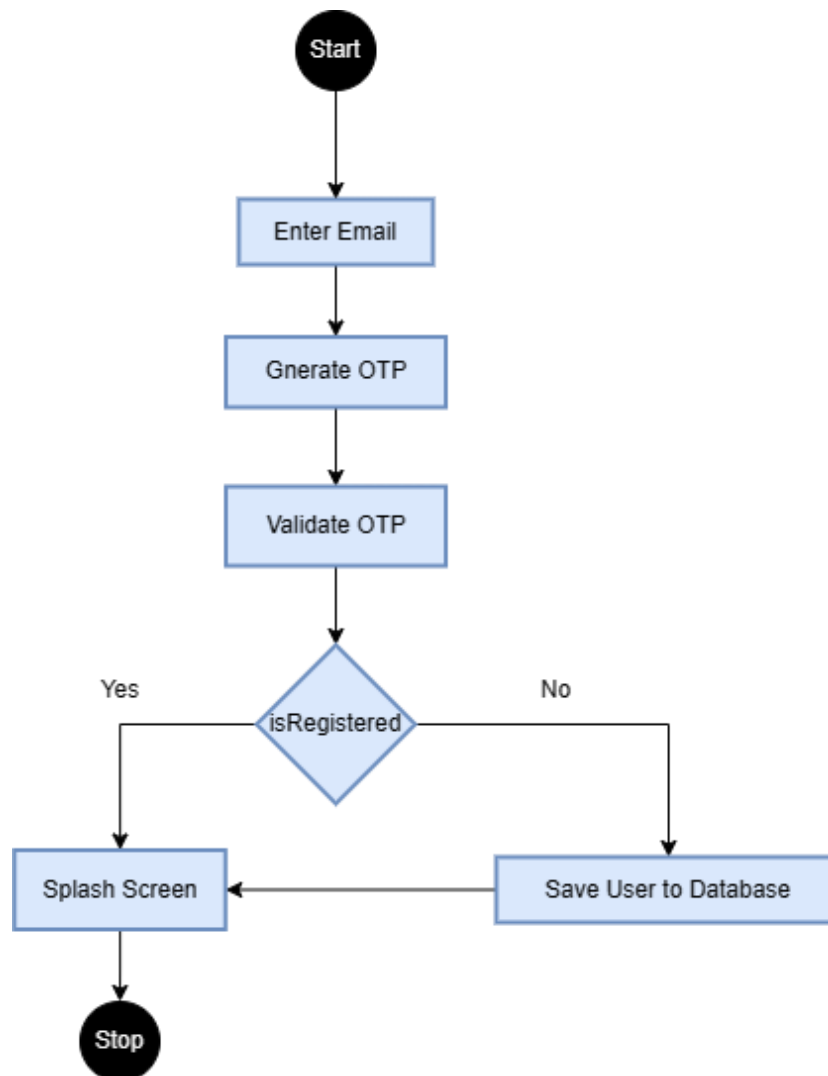 Start
Enter Email
Gnerate OTP
Validate OTP
Yes
No
isRegistered
Splash Screen
Save User to Database
Stop